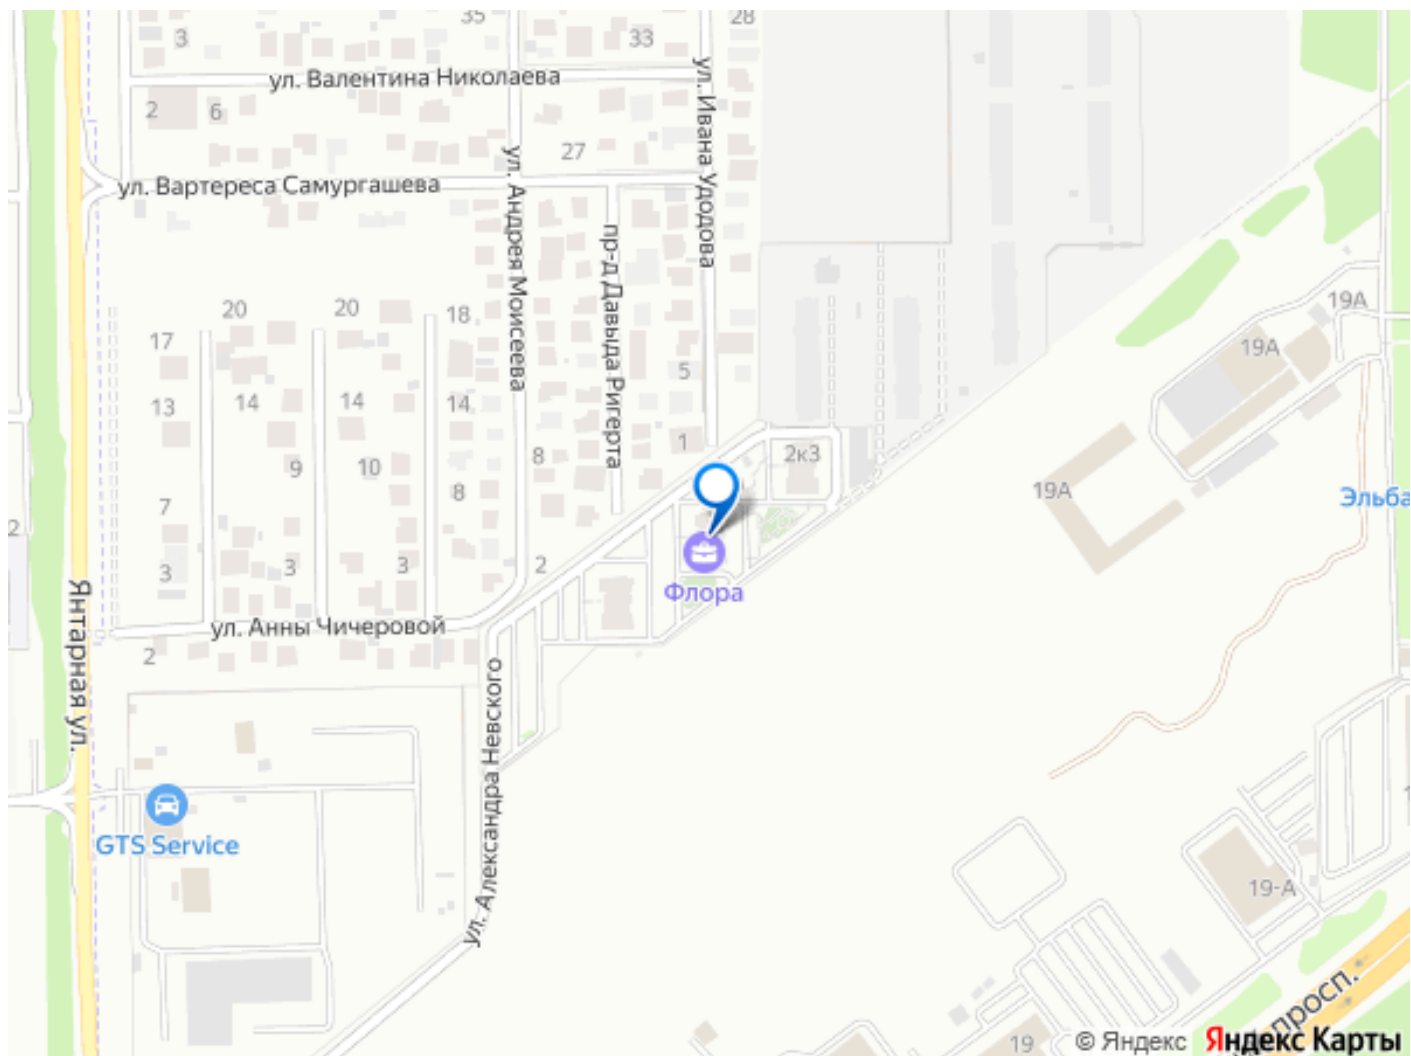 35
28
3
33
ул. Валентина Николаева
2
6
27
ул. Ивана Удодова
ул. Андрея Моисеева
ул. Вартереса Самургашева
пр-д Давыда Ригерта
20
20
18
17
19А
19А
5
13
14
14
14
1
2к3
8
9
10
19А
Эльба
7
8
2
3
3
3
2
Флора
Янтарная ул.
ул. Анны Чичеровой
2
ул. Александра Невского
GTS Service
19-А
просп.
19
© Яндекс Яндекс Карты